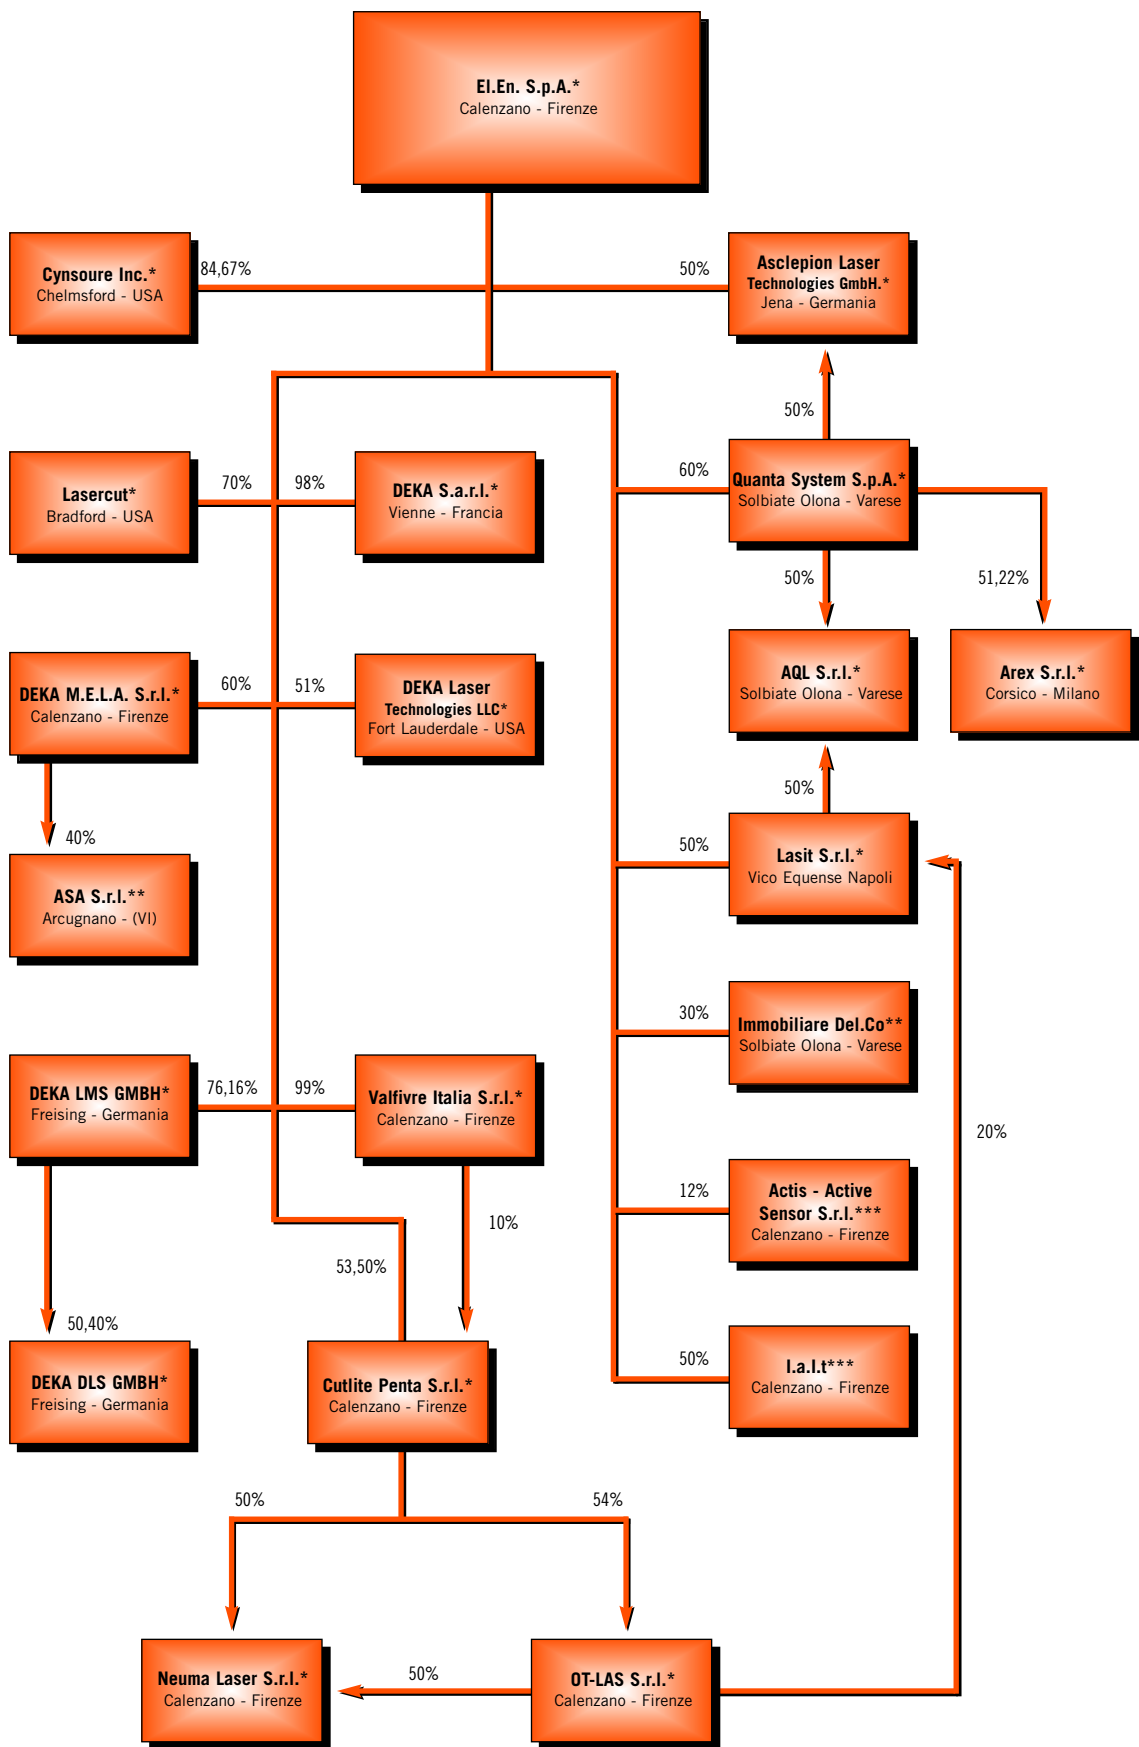 El.En. S.p.A.*
Calenzano - Firenze
Cynsoure Inc.*
Chelmsford - USA
84,67%
50%
Asclepion Laser
Technologies GmbH.*
Jena - Germania
50%
Lasercut*
Bradford - USA
70%
98%
DEKA S.a.r.l.*
Vienne - Francia
60%
Quanta System S.p.A.*
Solbiate Olona - Varese
50%
51,22%
DEKA M.E.L.A. S.r.l.*
Calenzano - Firenze
60%
51%
DEKA Laser
Technologies LLC*
Fort Lauderdale - USA
AQL S.r.l.*
Solbiate Olona - Varese
Arex S.r.l.*
Corsico - Milano
50%
40%
ASA S.r.l.**
Arcugnano - (VI)
50%
Lasit S.r.l.*
Vico Equense Napoli
30%
Immobiliare Del.Co**
Solbiate Olona - Varese
DEKA LMS GMBH*
Freising - Germania
76,16%
99%
Valfivre Italia S.r.l.*
Calenzano - Firenze
20%
10%
12%
Actis - Active
Sensor S.r.l.***
Calenzano - Firenze
53,50%
50,40%
DEKA DLS GMBH*
Freising - Germania
Cutlite Penta S.r.l.*
Calenzano - Firenze
50%
I.a.l.t***
Calenzano - Firenze
50%
54%
Neuma Laser S.r.l.*
Calenzano - Firenze
50%
OT-LAS S.r.l.*
Calenzano - Firenze